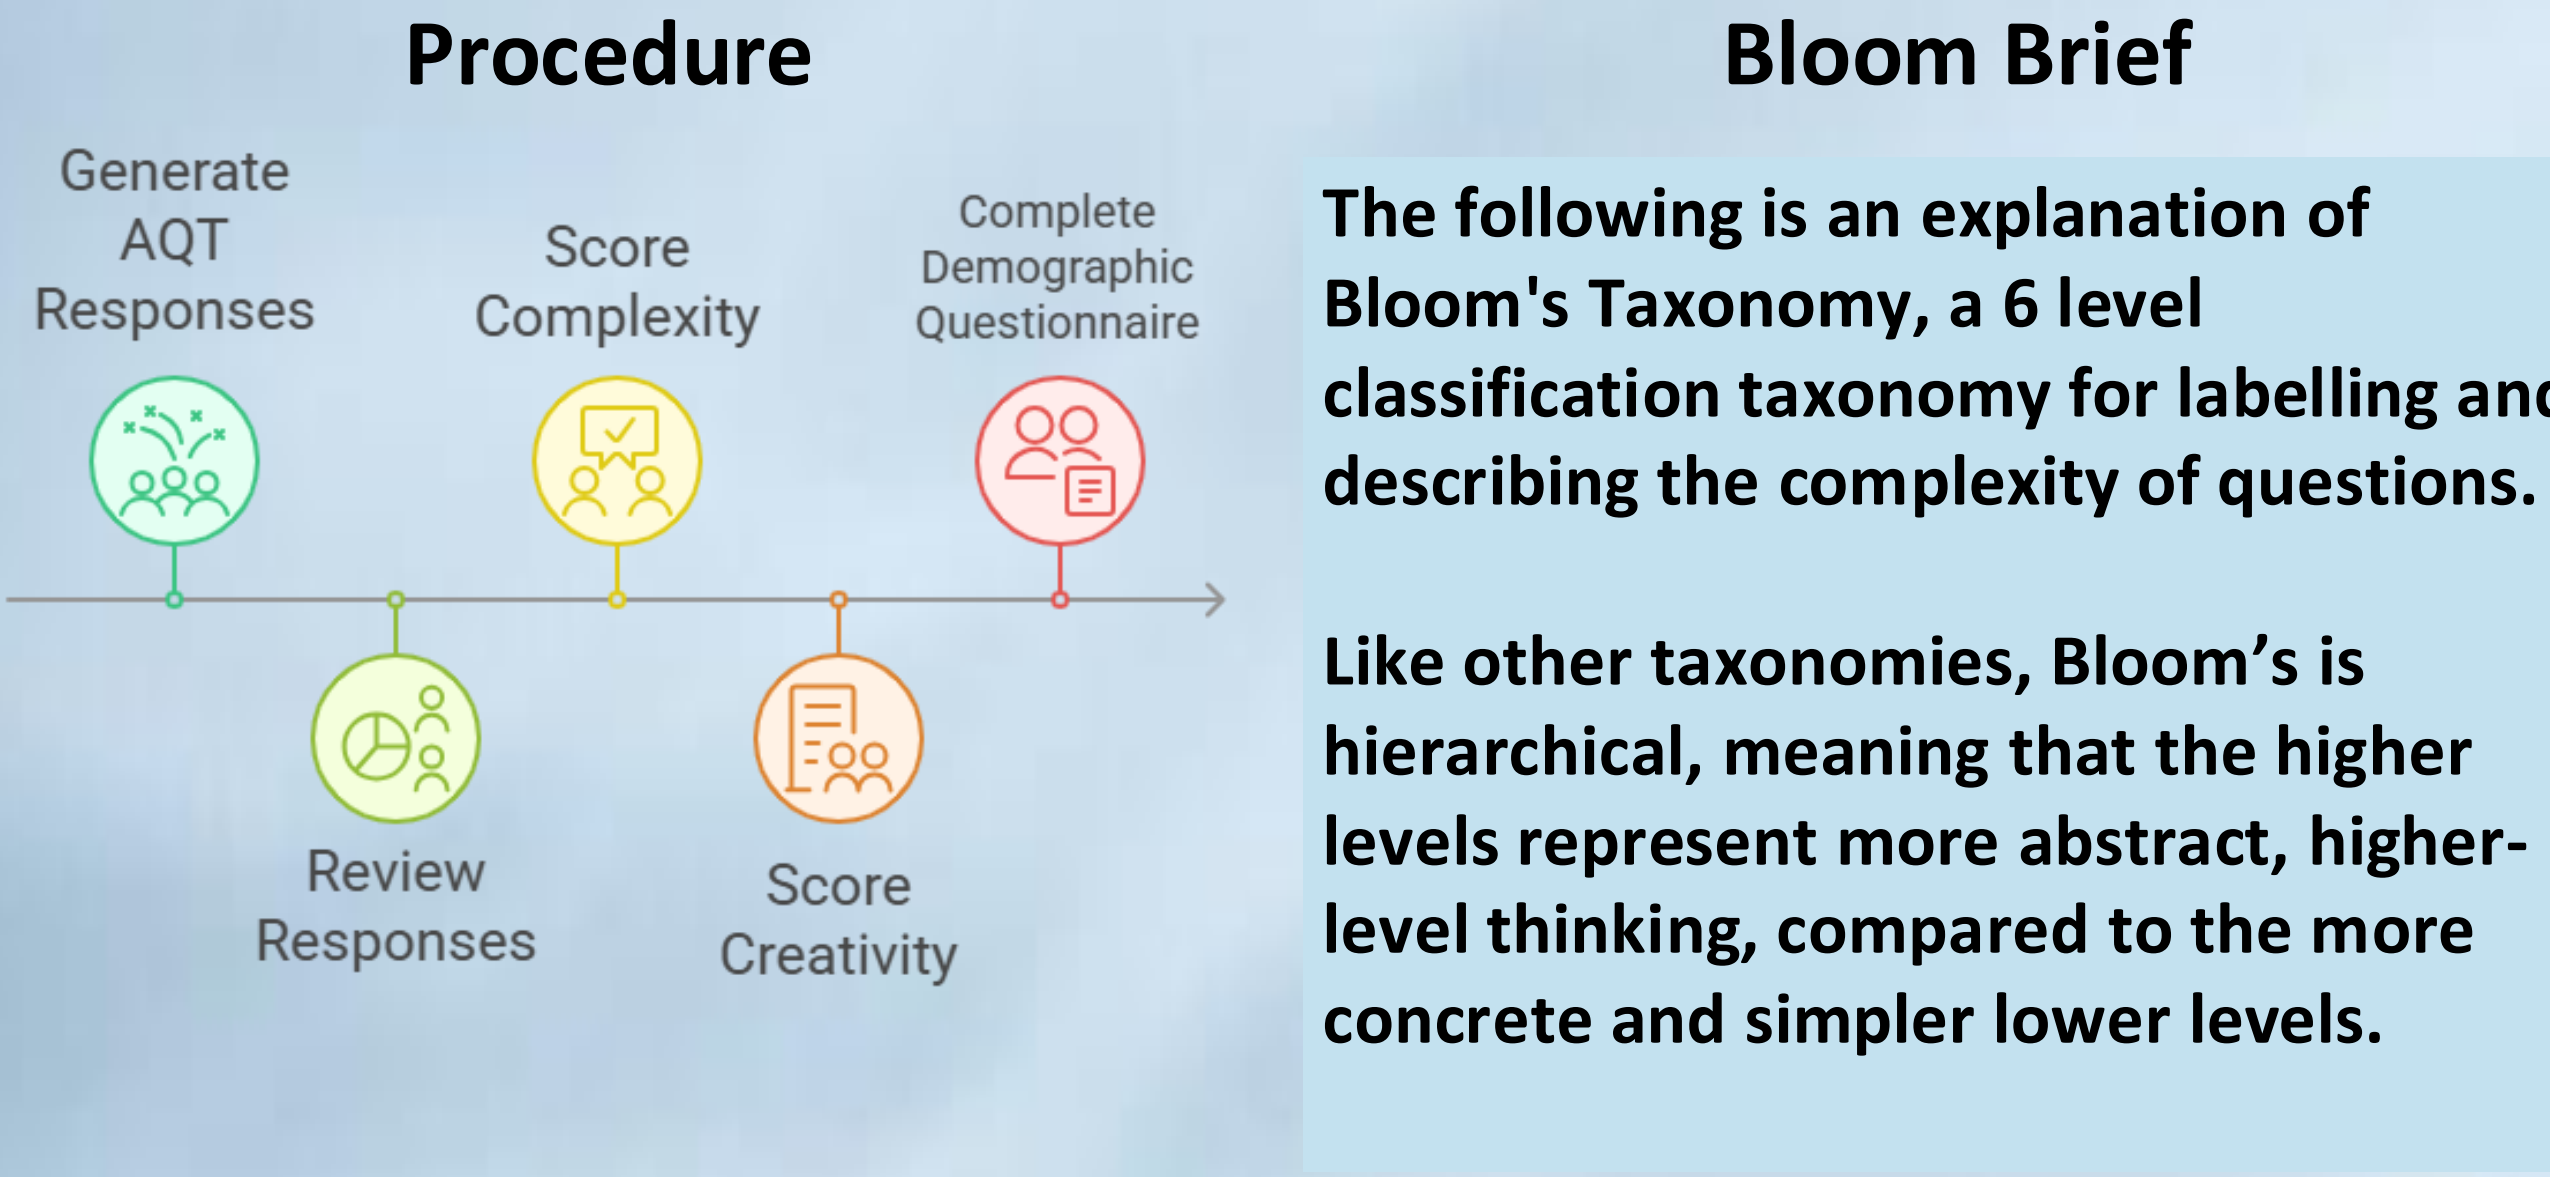 Procedure
Generate
AQT
Responses
Review
Responses
Score
Complexity
Score
Creativity
Complete
Demographic
Questionnaire
Bloom Brief
The following is an explanation of
Bloom's Taxonomy, a 6 level
classification taxonomy for labelling and
describing the complexity of questions.
Like other taxonomies, Bloom’s is
hierarchical, meaning that the higher
levels represent more abstract, higher-
level thinking, compared to the more
concrete and simpler lower levels.